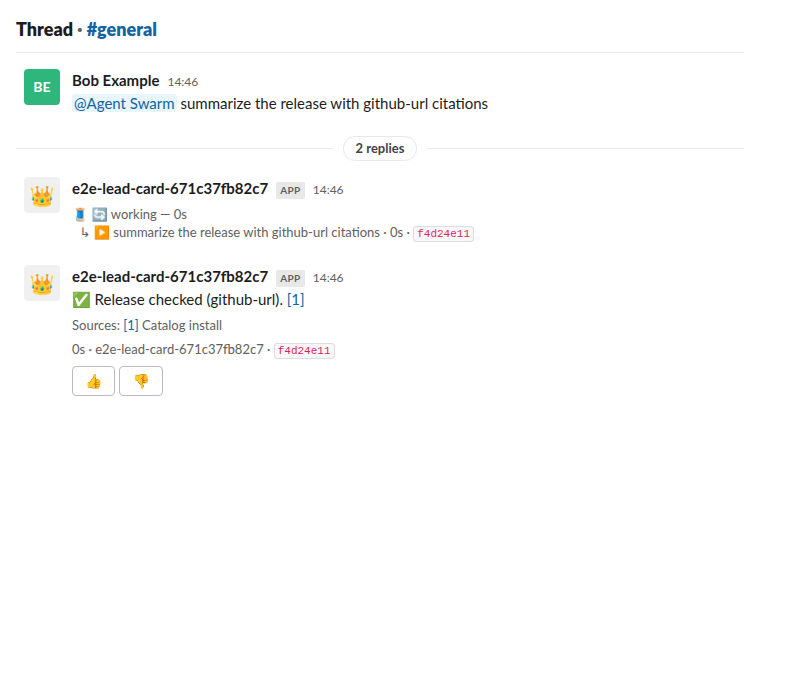 Thread • #general
BE
Bob Example 14:46
@Agent Swarm summarize the release with github-url citations
2 replies
e2e-lead-card-671c37fb82c7 APP 14:46
🧵 🔄 working — 0s
↳ ▶️ summarize the release with github-url citations · 0s · f4d24e11
e2e-lead-card-671c37fb82c7 APP 14:46
✅ Release checked (github-url). [1]
Sources: [1] Catalog install
0s · e2e-lead-card-671c37fb82c7 · f4d24e11
👍 👎